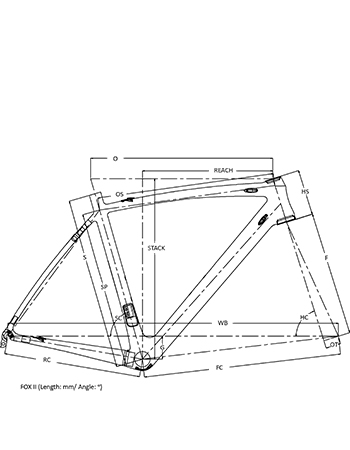 O
REACH
OS
HS
S
STACK
SP
F
SC
WB
HC
G
OT
RC
FC
FOX II (Length: mm/ Angle: °)